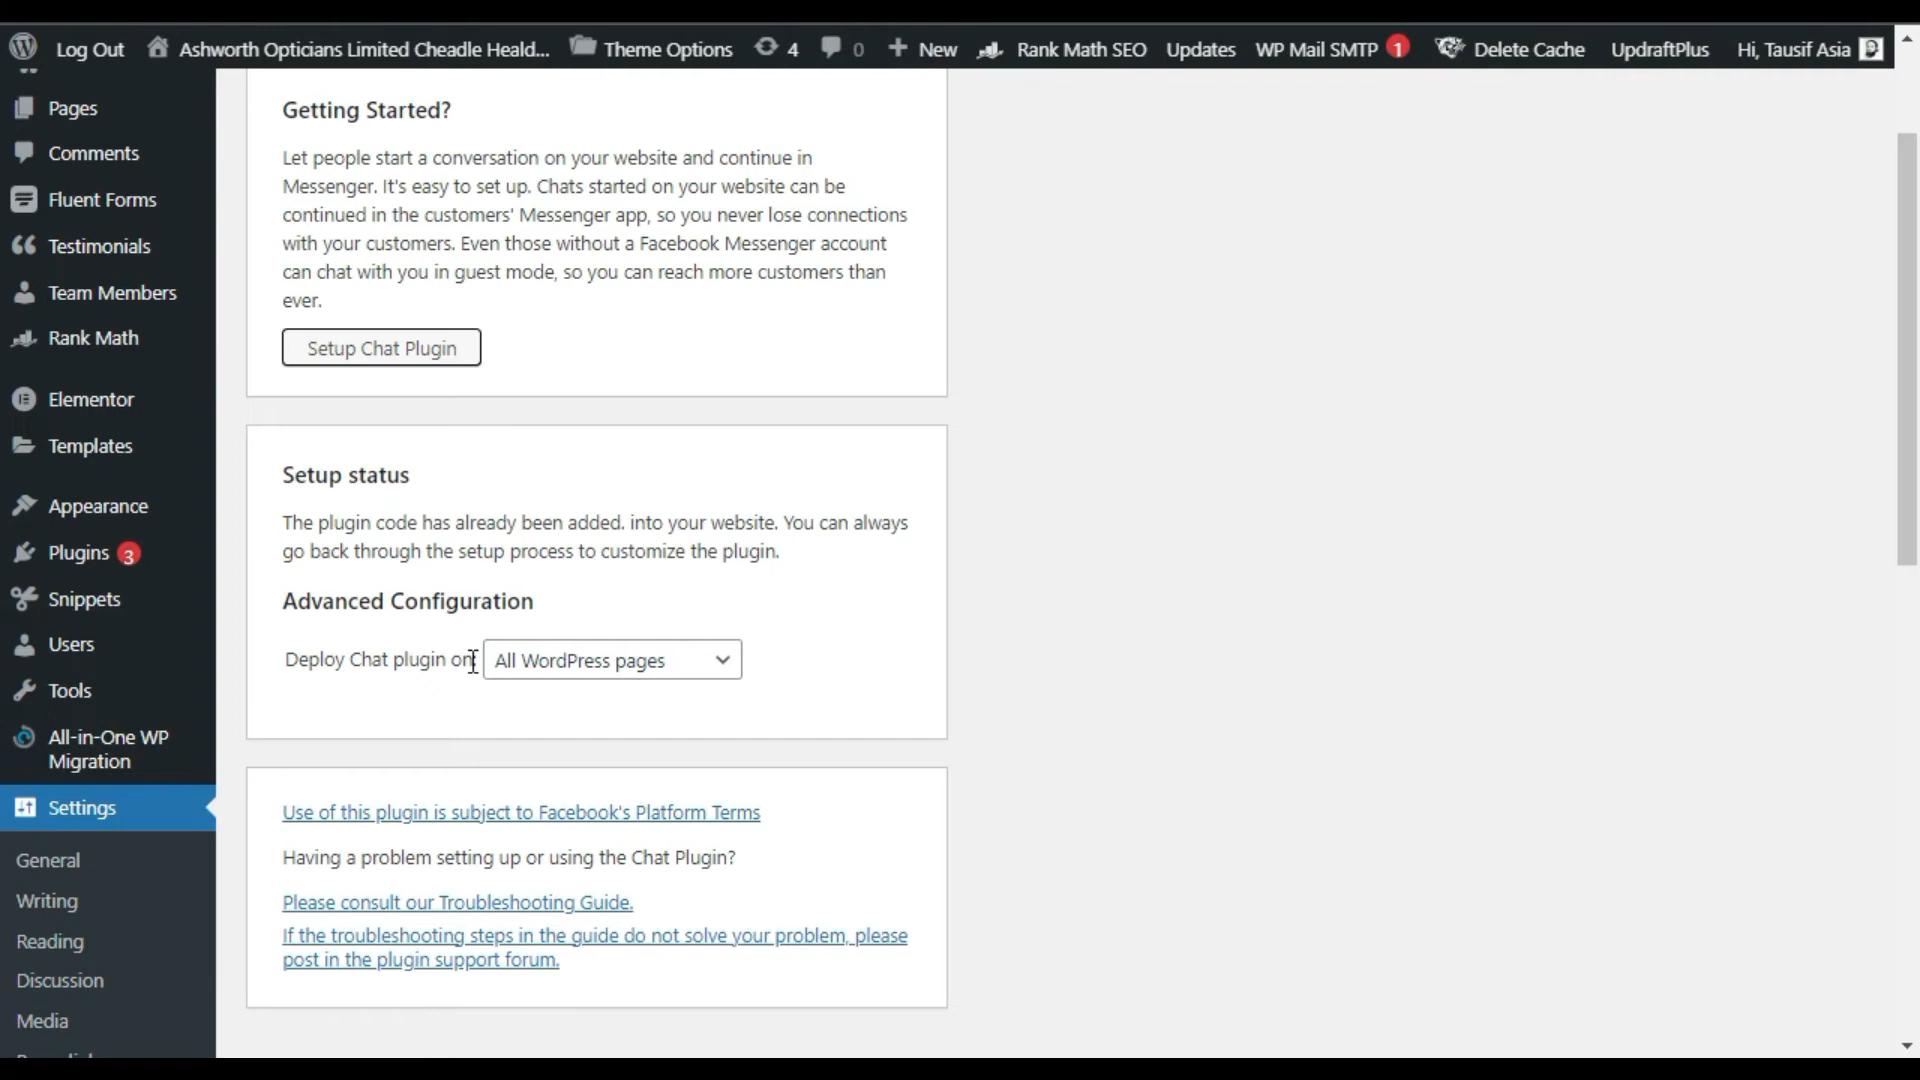 Log Out
Ashworth Opticians Limited Cheadle Heald...
Theme Options
4
0
New
Rank Math SEO
Updates
WP Mail SMTP 1
Delete Cache
UpdraftPlus
Hi, Tausif Asia
Pages
Comments
Fluent Forms
Testimonials
Team Members
Rank Math
Elementor
Templates
Appearance
Plugins 3
Snippets
Users
Tools
All-in-One WP
Migration
Settings
General
Writing
Reading
Discussion
Media
Getting Started?
Let people start a conversation on your website and continue in
Messenger. It's easy to set up. Chats started on your website can be
continued in the customers' Messenger app, so you never lose connections
with your customers. Even those without a Facebook Messenger account
can chat with you in guest mode, so you can reach more customers than
ever.
Setup Chat Plugin
Setup status
The plugin code has already been added. into your website. You can always
go back through the setup process to customize the plugin.
Advanced Configuration
Deploy Chat plugin on: All WordPress pages
Use of this plugin is subject to Facebook's Platform Terms
Having a problem setting up or using the Chat Plugin?
Please consult our Troubleshooting Guide.
If the troubleshooting steps in the guide do not solve your problem, please
post in the plugin support forum.